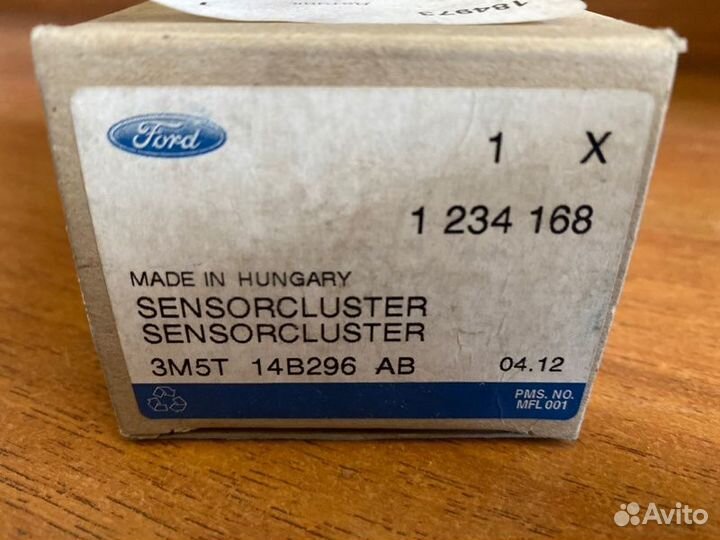 184973
Ford
1 X
1 234 168
MADE IN HUNGARY
SENSORCLUSTER
SENSORCLUSTER
3M5T 14B296 AB 04.12
PMS. NO.
MFL 001
Avito